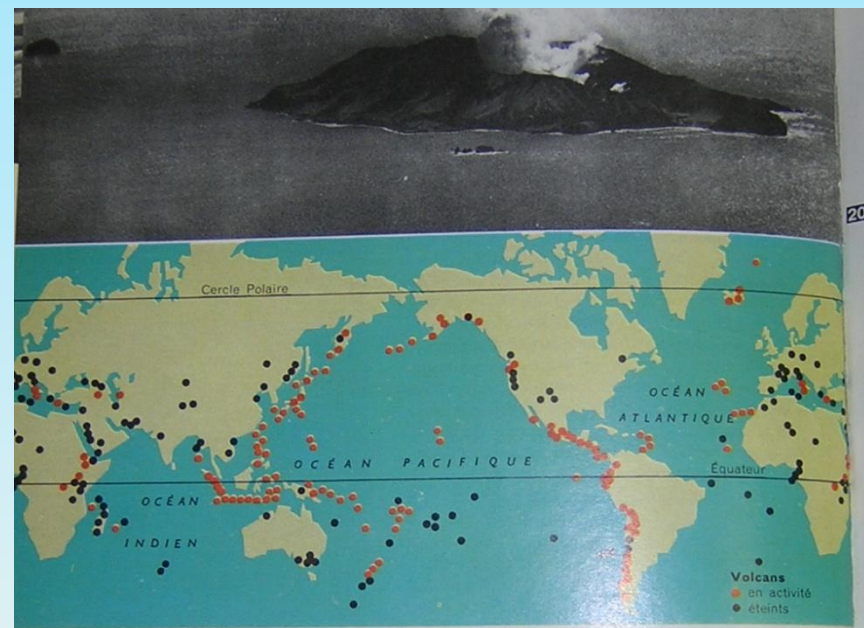 20
Cercle Polaire
OCÉAN
ATLANTIQUE
OCÉAN PACIFIQUE
Équateur
OCÉAN
INDIEN
Volcans
en activité
éteints